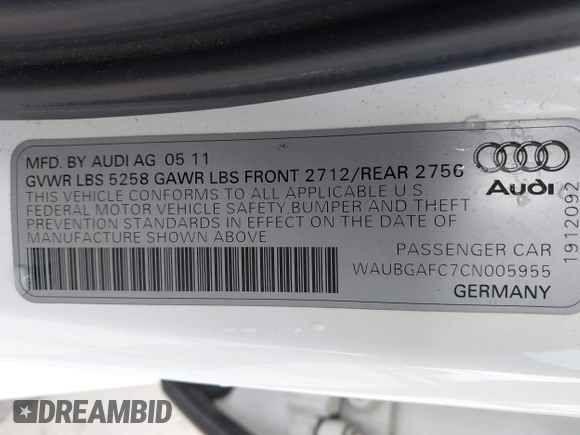 MFD. BY AUDI AG 05 11
GVWR LBS 5258 GAWR LBS FRONT 2712/REAR 2756
THIS VEHICLE CONFORMS TO ALL APPLICABLE U.S.
FEDERAL MOTOR VEHICLE SAFETY, BUMPER AND THEFT
PREVENTION STANDARDS IN EFFECT ON THE DATE OF
MANUFACTURE SHOWN ABOVE
Audi
PASSENGER CAR
WAUBGAFC7CN005955
GERMANY
1912092
DREAMBID